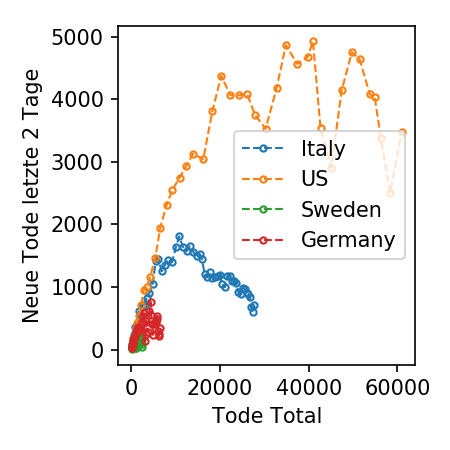 5000
4000
3000
2000
1000
0
Neue Tode letzte 2 Tage
Italy
US
Sweden
Germany
0 20000 40000 60000
Tode Total